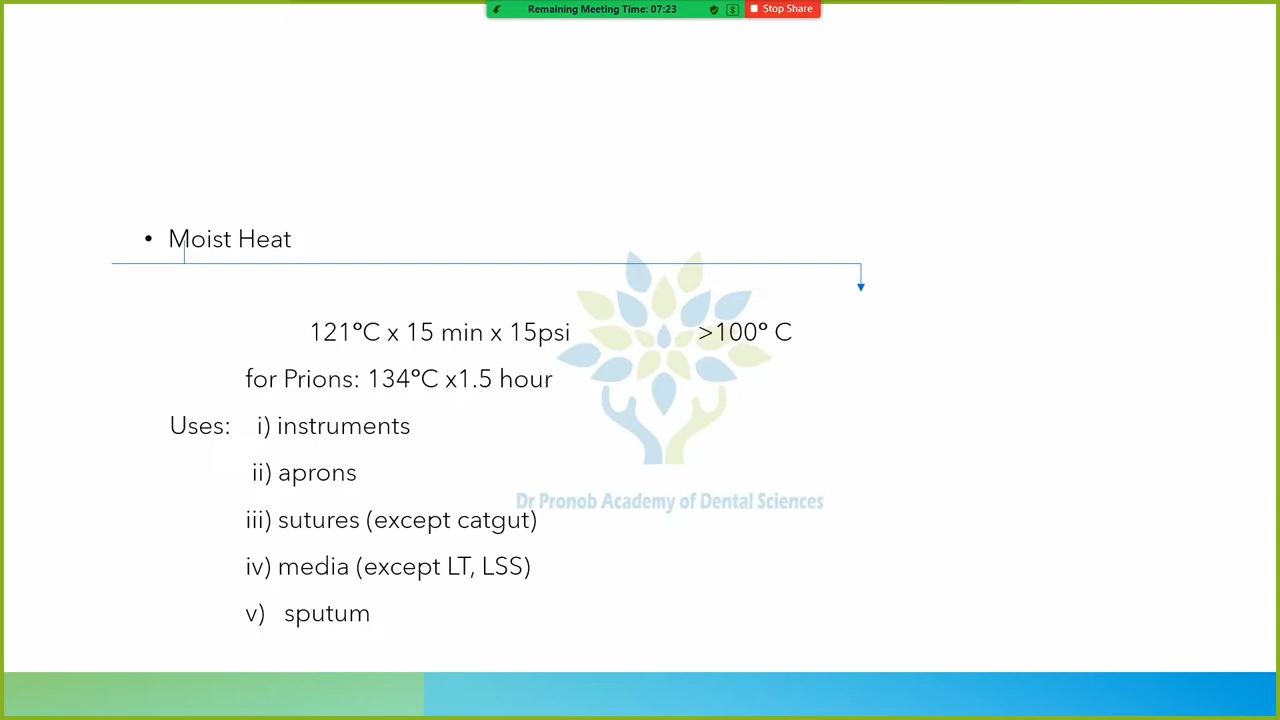 Remaining Meeting Time: 07:23 Stop Share
• Moist Heat
121°C x 15 min x 15psi >100° C
for Prions: 134°C x1.5 hour
Uses: i) instruments
ii) aprons
Dr Pronob Academy of Dental Sciences
iii) sutures (except catgut)
iv) media (except LT, LSS)
v) sputum